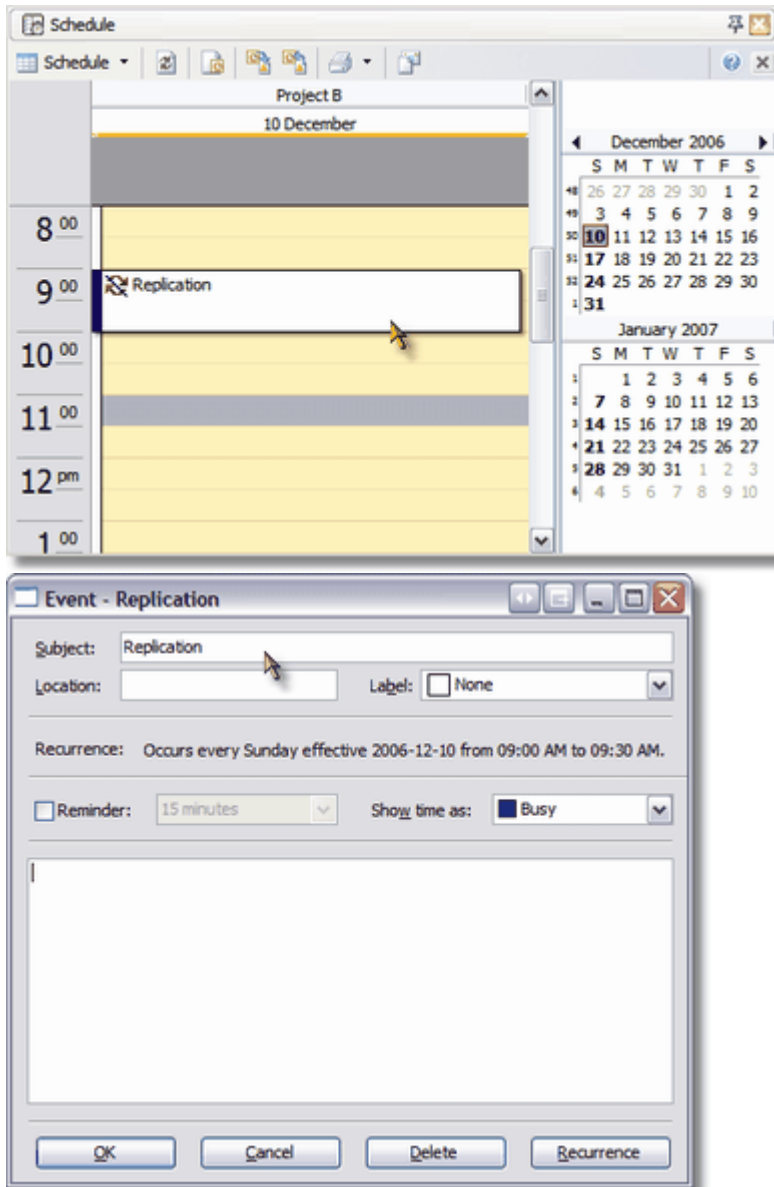 Schedule
Schedule
Project B
10 December
8 00
9 00
Replication
10 00
11 00
12 pm
1 00
December 2006
S M T W T F S
48 26 27 28 29 30 1 2
49 3 4 5 6 7 8 9
50 10 11 12 13 14 15 16
51 17 18 19 20 21 22 23
52 24 25 26 27 28 29 30
1 31
January 2007
S M T W T F S
1 1 2 3 4 5 6
2 7 8 9 10 11 12 13
3 14 15 16 17 18 19 20
4 21 22 23 24 25 26 27
5 28 29 30 31 1 2 3
6 4 5 6 7 8 9 10
Event - Replication
Subject: Replication
Location: Label: None
Recurrence: Occurs every Sunday effective 2006-12-10 from 09:00 AM to 09:30 AM.
Reminder: 15 minutes Show time as: Busy
OK Cancel Delete Recurrence